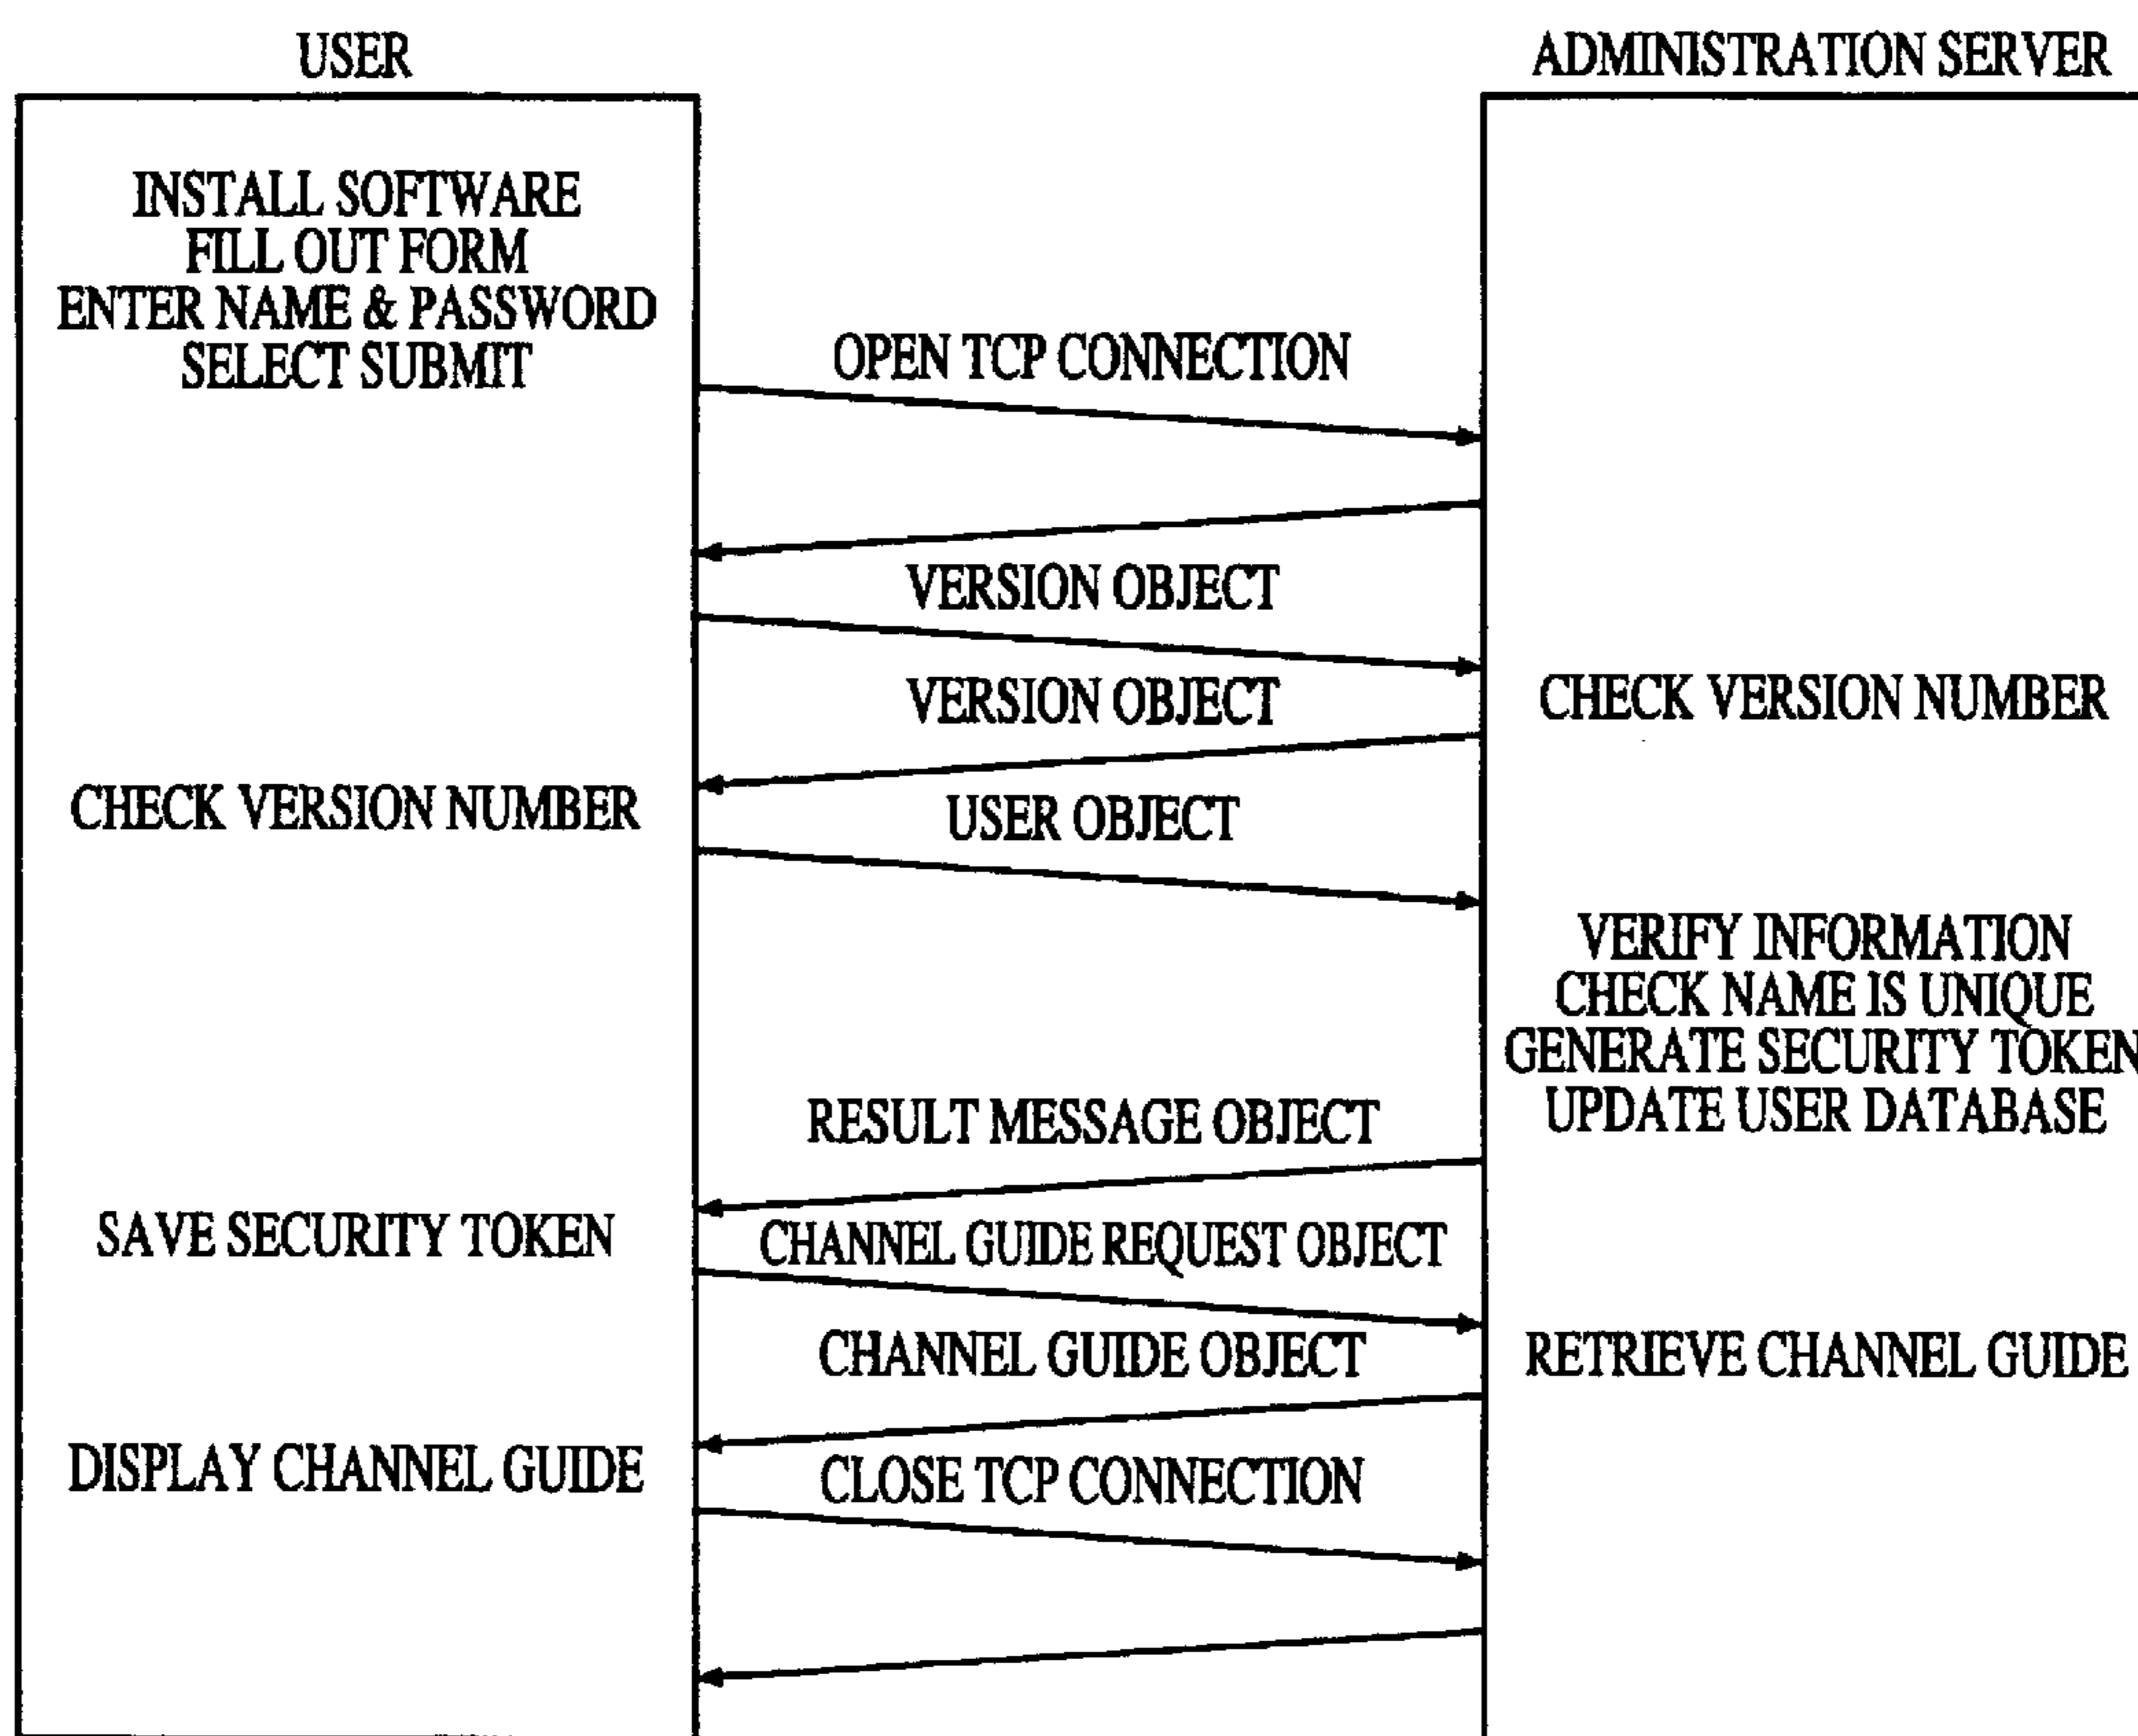 USER
ADMINISTRATION SERVER
INSTALL SOFTWARE
FILL OUT FORM
ENTER NAME & PASSWORD
SELECT SUBMIT
OPEN TCP CONNECTION
VERSION OBJECT
VERSION OBJECT
CHECK VERSION NUMBER
CHECK VERSION NUMBER
USER OBJECT
VERIFY INFORMATION
CHECK NAME IS UNIQUE
GENERATE SECURITY TOKEN
UPDATE USER DATABASE
RESULT MESSAGE OBJECT
SAVE SECURITY TOKEN
CHANNEL GUIDE REQUEST OBJECT
CHANNEL GUIDE OBJECT
RETRIEVE CHANNEL GUIDE
DISPLAY CHANNEL GUIDE
CLOSE TCP CONNECTION